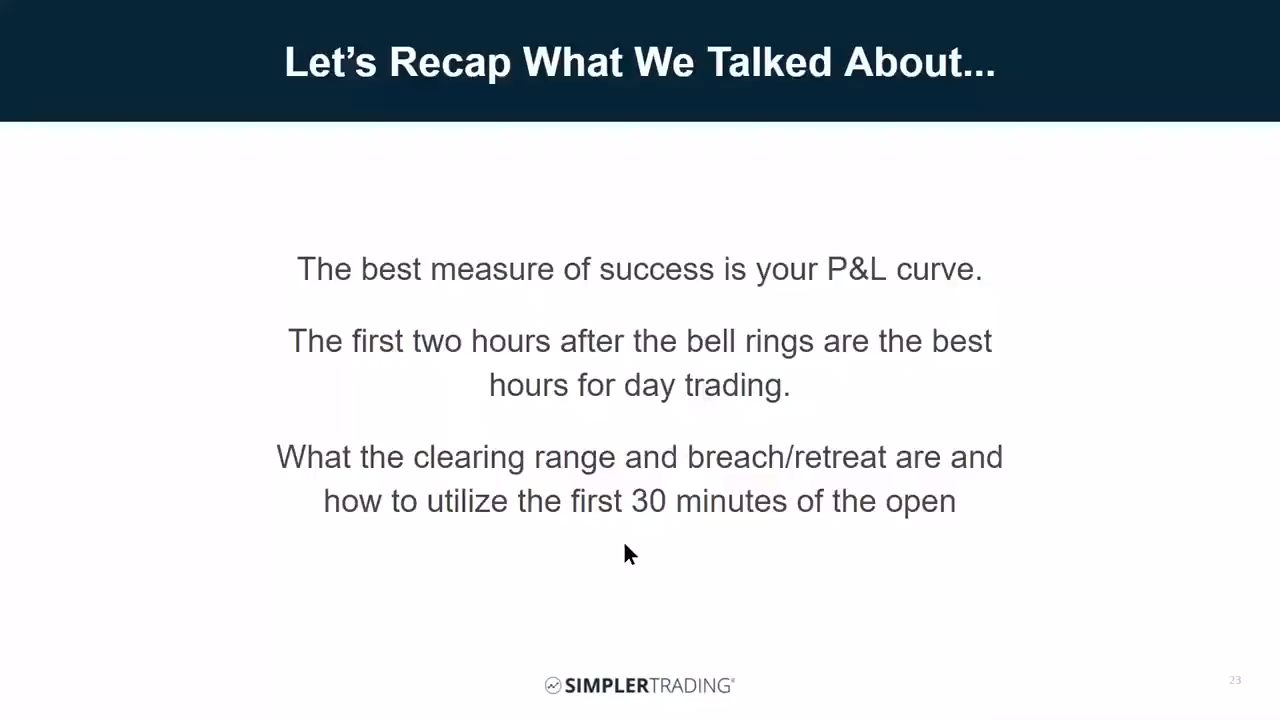 Let’s Recap What We Talked About...
The best measure of success is your P&L curve.
The first two hours after the bell rings are the best
hours for day trading.
What the clearing range and breach/retreat are and
how to utilize the first 30 minutes of the open
SIMPLERTRADING®
23